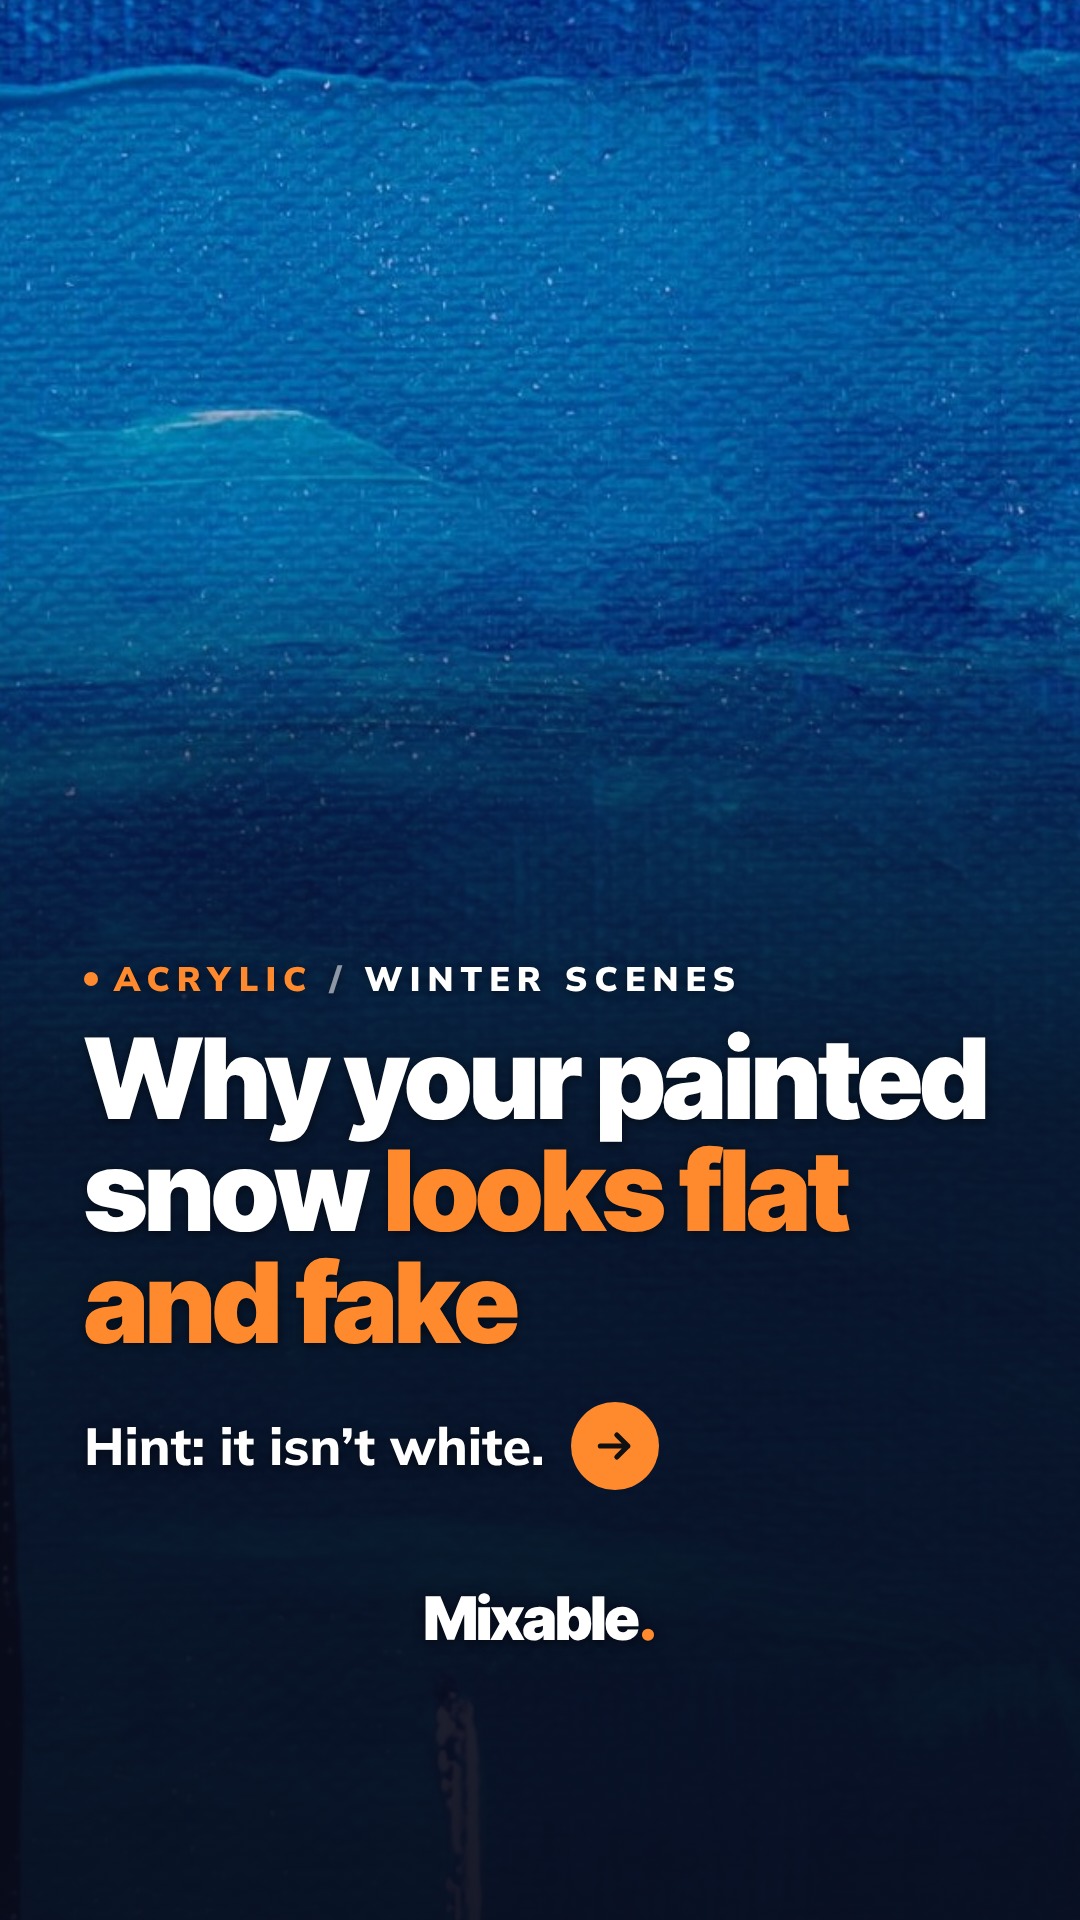 ACRYLIC / WINTER SCENES
Why your painted
snow looks flat
and fake
Hint: it isn’t white.
Mixable.